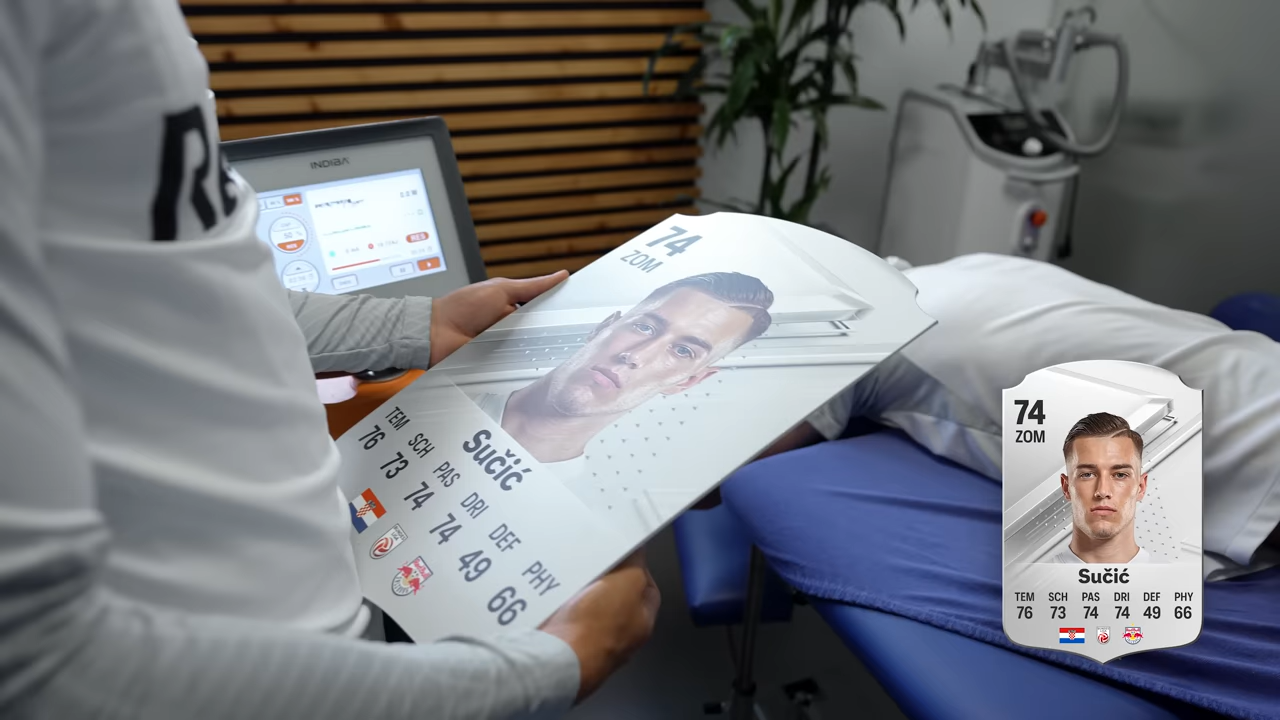 INDIBA
RES
74
ZOM
Sučić
TEM SCH PAS DRI DEF PHY
76 73 74 74 49 66
74
ZOM
Sučić
TEM SCH PAS DRI DEF PHY
76 73 74 74 49 66